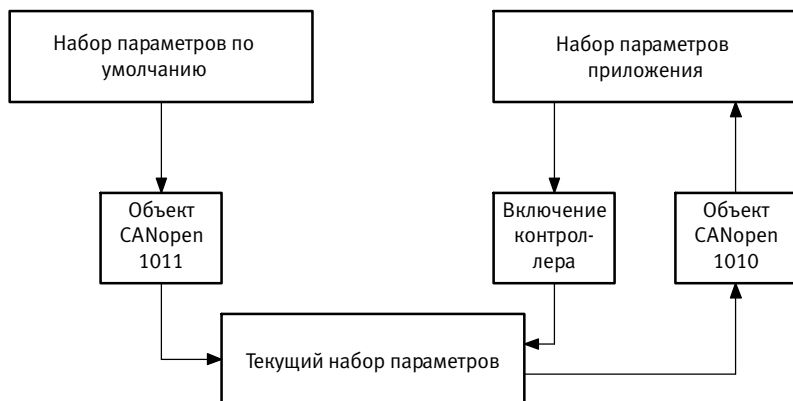 Набор параметров по
умолчанию
Набор параметров
приложения
Объект
CANopen
1011
Включение
контрол-
лера
Объект
CANopen
1010
Текущий набор параметров